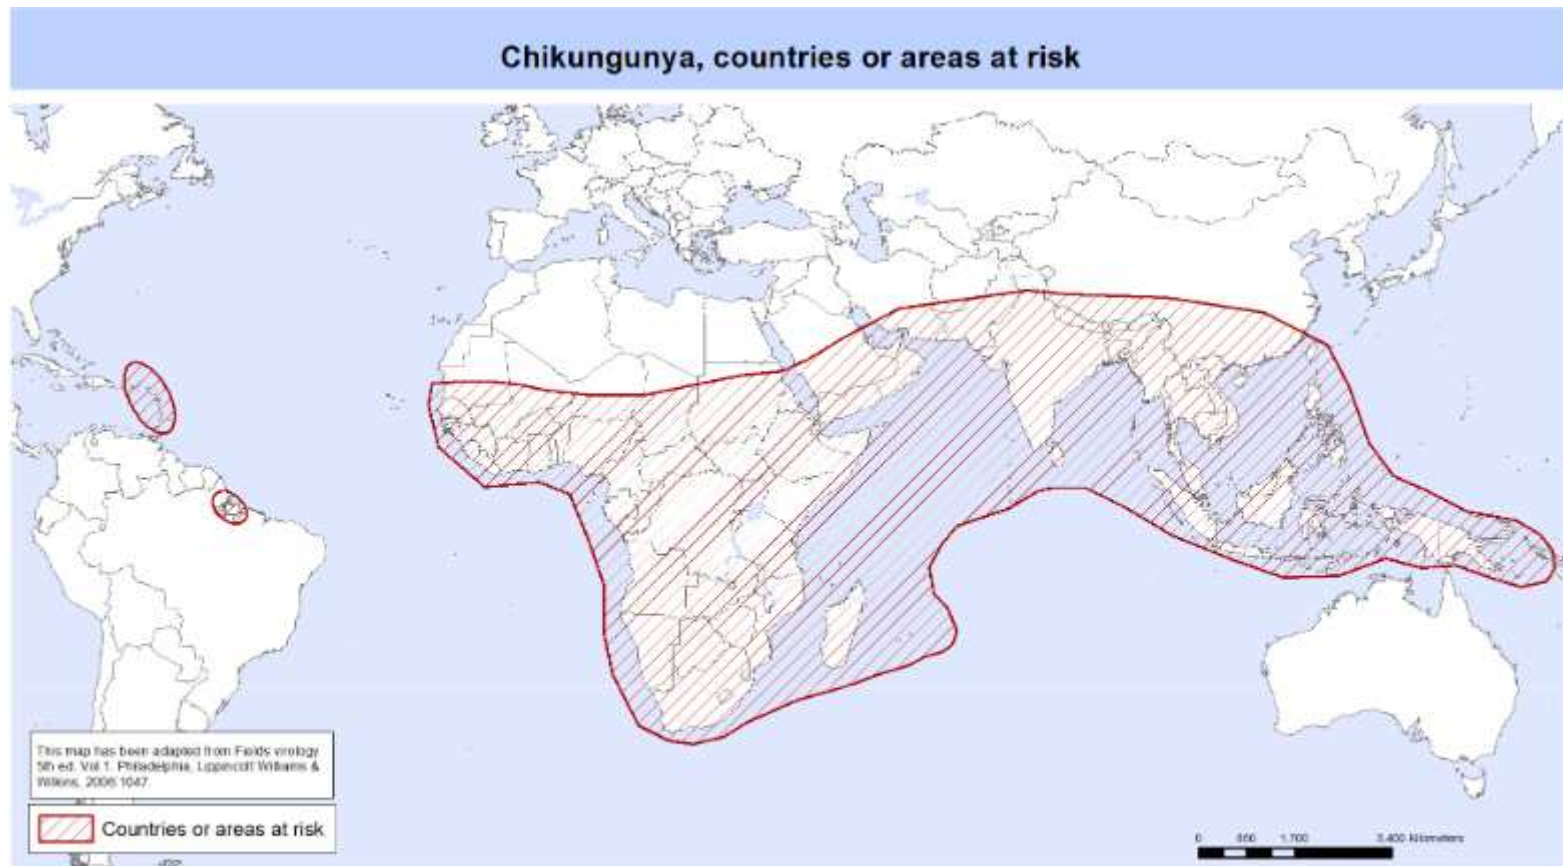 Chikungunya, countries or areas at risk
This map has been adapted from Fields virology
5th ed. Vol 1. Philadelphia, Lippincott Williams &
Wilkins, 2006:1047.
Countries or areas at risk
0 850 1,700 3,400 Kilometers